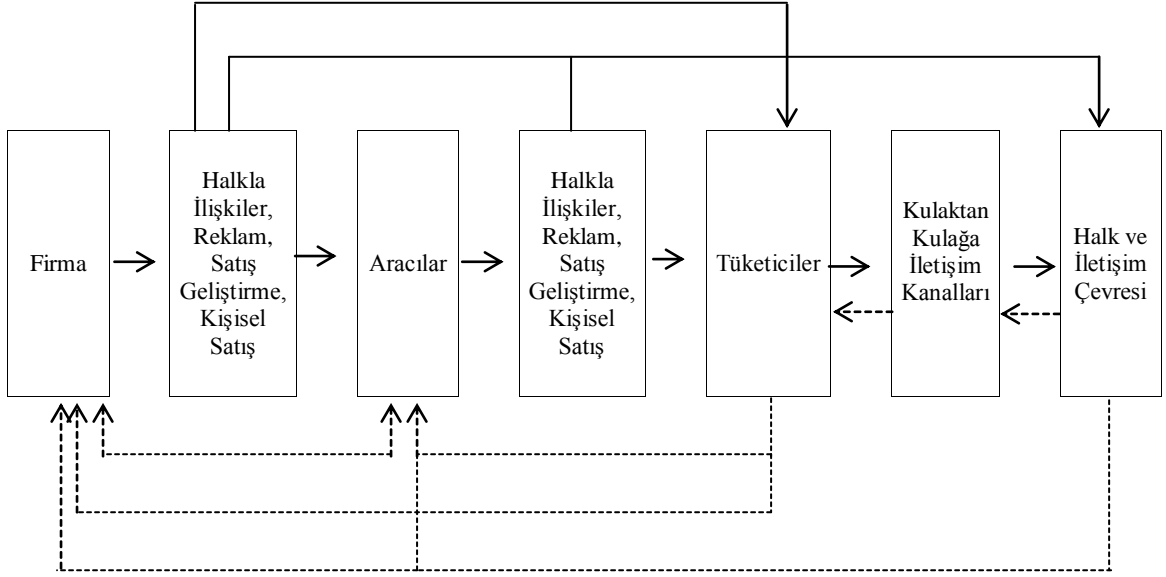 Firma
Halkla
İlişkiler,
Reklam,
Satış
Geliştirme,
Kişisel
Satış
Aracılar
Halkla
İlişkiler,
Reklam,
Satış
Geliştirme,
Kişisel
Satış
Tüketiciler
Kulaktan
Kulağa
İletişim
Kanalları
Halk ve
İletişim
Çevresi